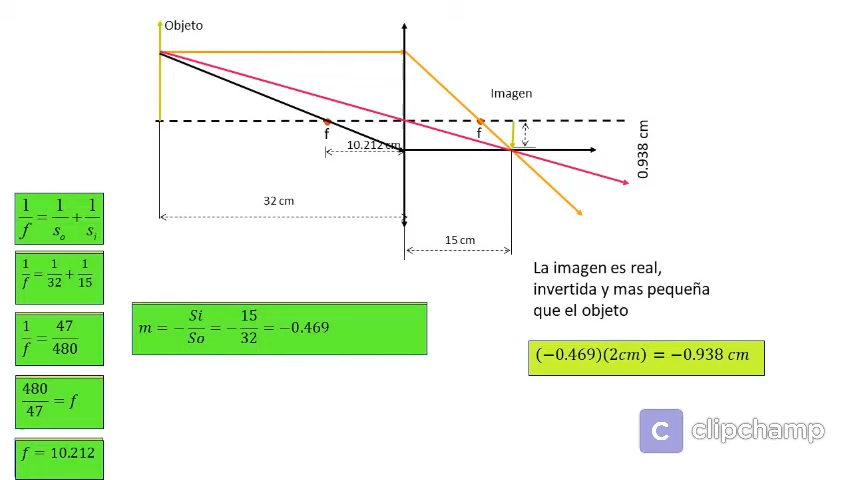 Objeto
Imagen
f
f
10.212 cm
0.938 cm
32 cm
15 cm
1/f = 1/s_o + 1/s_i
1/f = 1/32 + 1/15
1/f = 47/480
480/47 = f
f = 10.212
m = −Si/So = −15/32 = −0.469
La imagen es real,
invertida y mas pequeña
que el objeto
(−0.469)(2cm) = −0.938 cm
C clipchamp